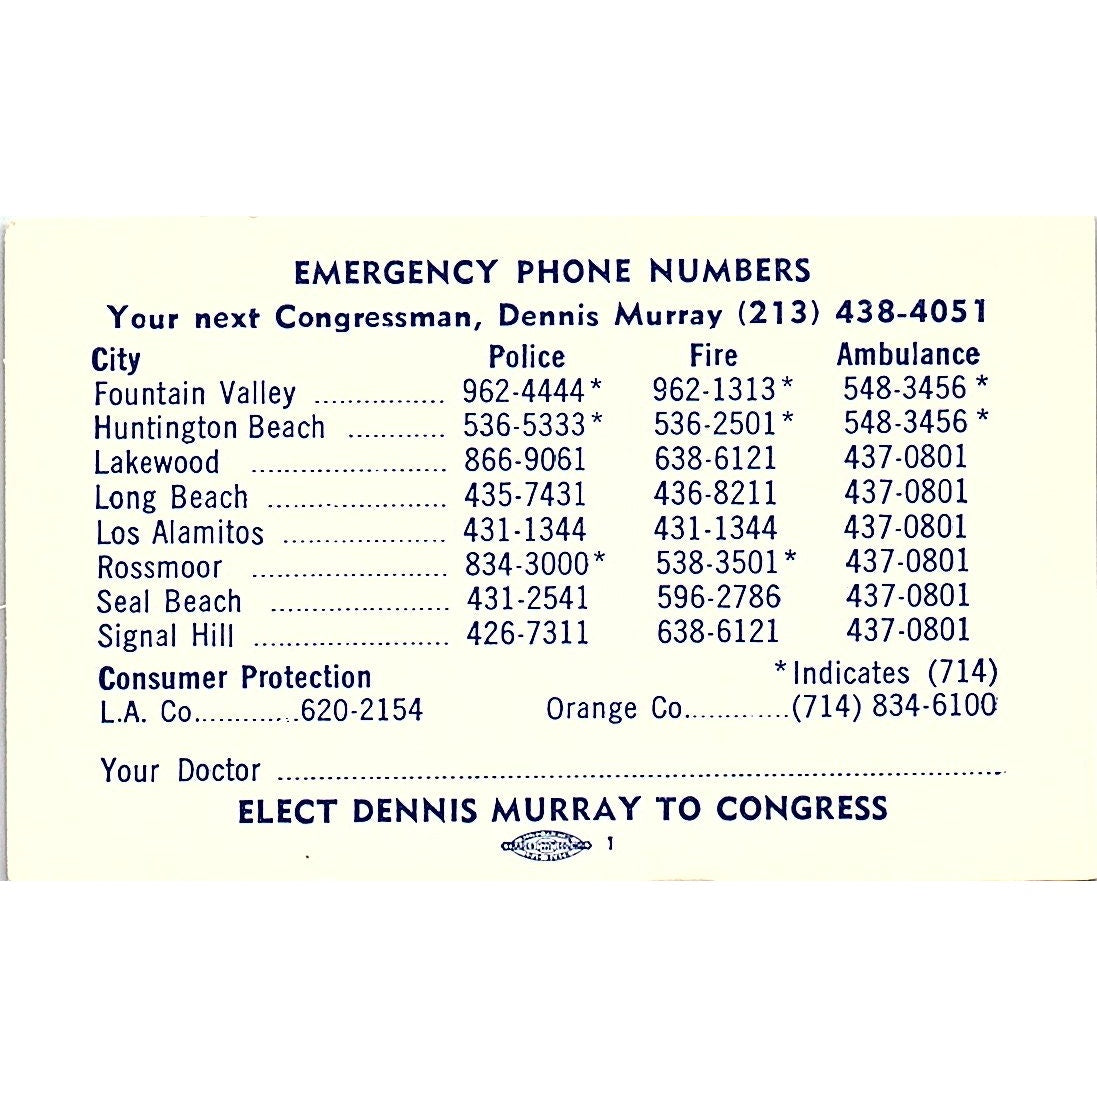 EMERGENCY PHONE NUMBERS
Your next Congressman, Dennis Murray (213) 438-4051
City Police Fire Ambulance
Fountain Valley ................ 962-4444* 962-1313* 548-3456*
Huntington Beach ............ 536-5333* 536-2501* 548-3456*
Lakewood ........................ 866-9061 638-6121 437-0801
Long Beach ...................... 435-7431 436-8211 437-0801
Los Alamitos .................... 431-1344 431-1344 437-0801
Rossmoor ........................ 834-3000* 538-3501* 437-0801
Seal Beach ...................... 431-2541 596-2786 437-0801
Signal Hill ........................ 426-7311 638-6121 437-0801
Consumer Protection *Indicates (714)
L.A. Co.............620-2154 Orange Co.............(714) 834-6100
Your Doctor ................................................................................
ELECT DENNIS MURRAY TO CONGRESS
1